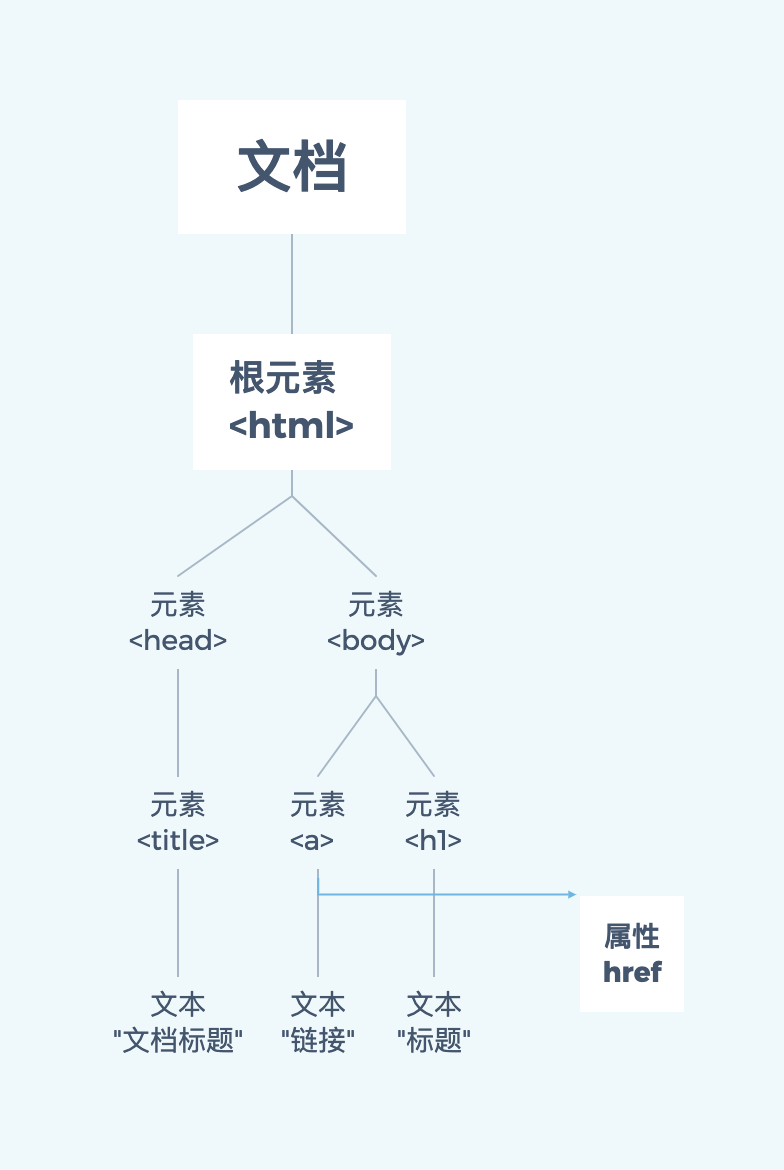 文档
根元素
<html>
元素
<head>
元素
<body>
元素
<title>
元素
<a>
元素
<h1>
属性
href
文本
"文档标题"
文本
"链接"
文本
"标题"